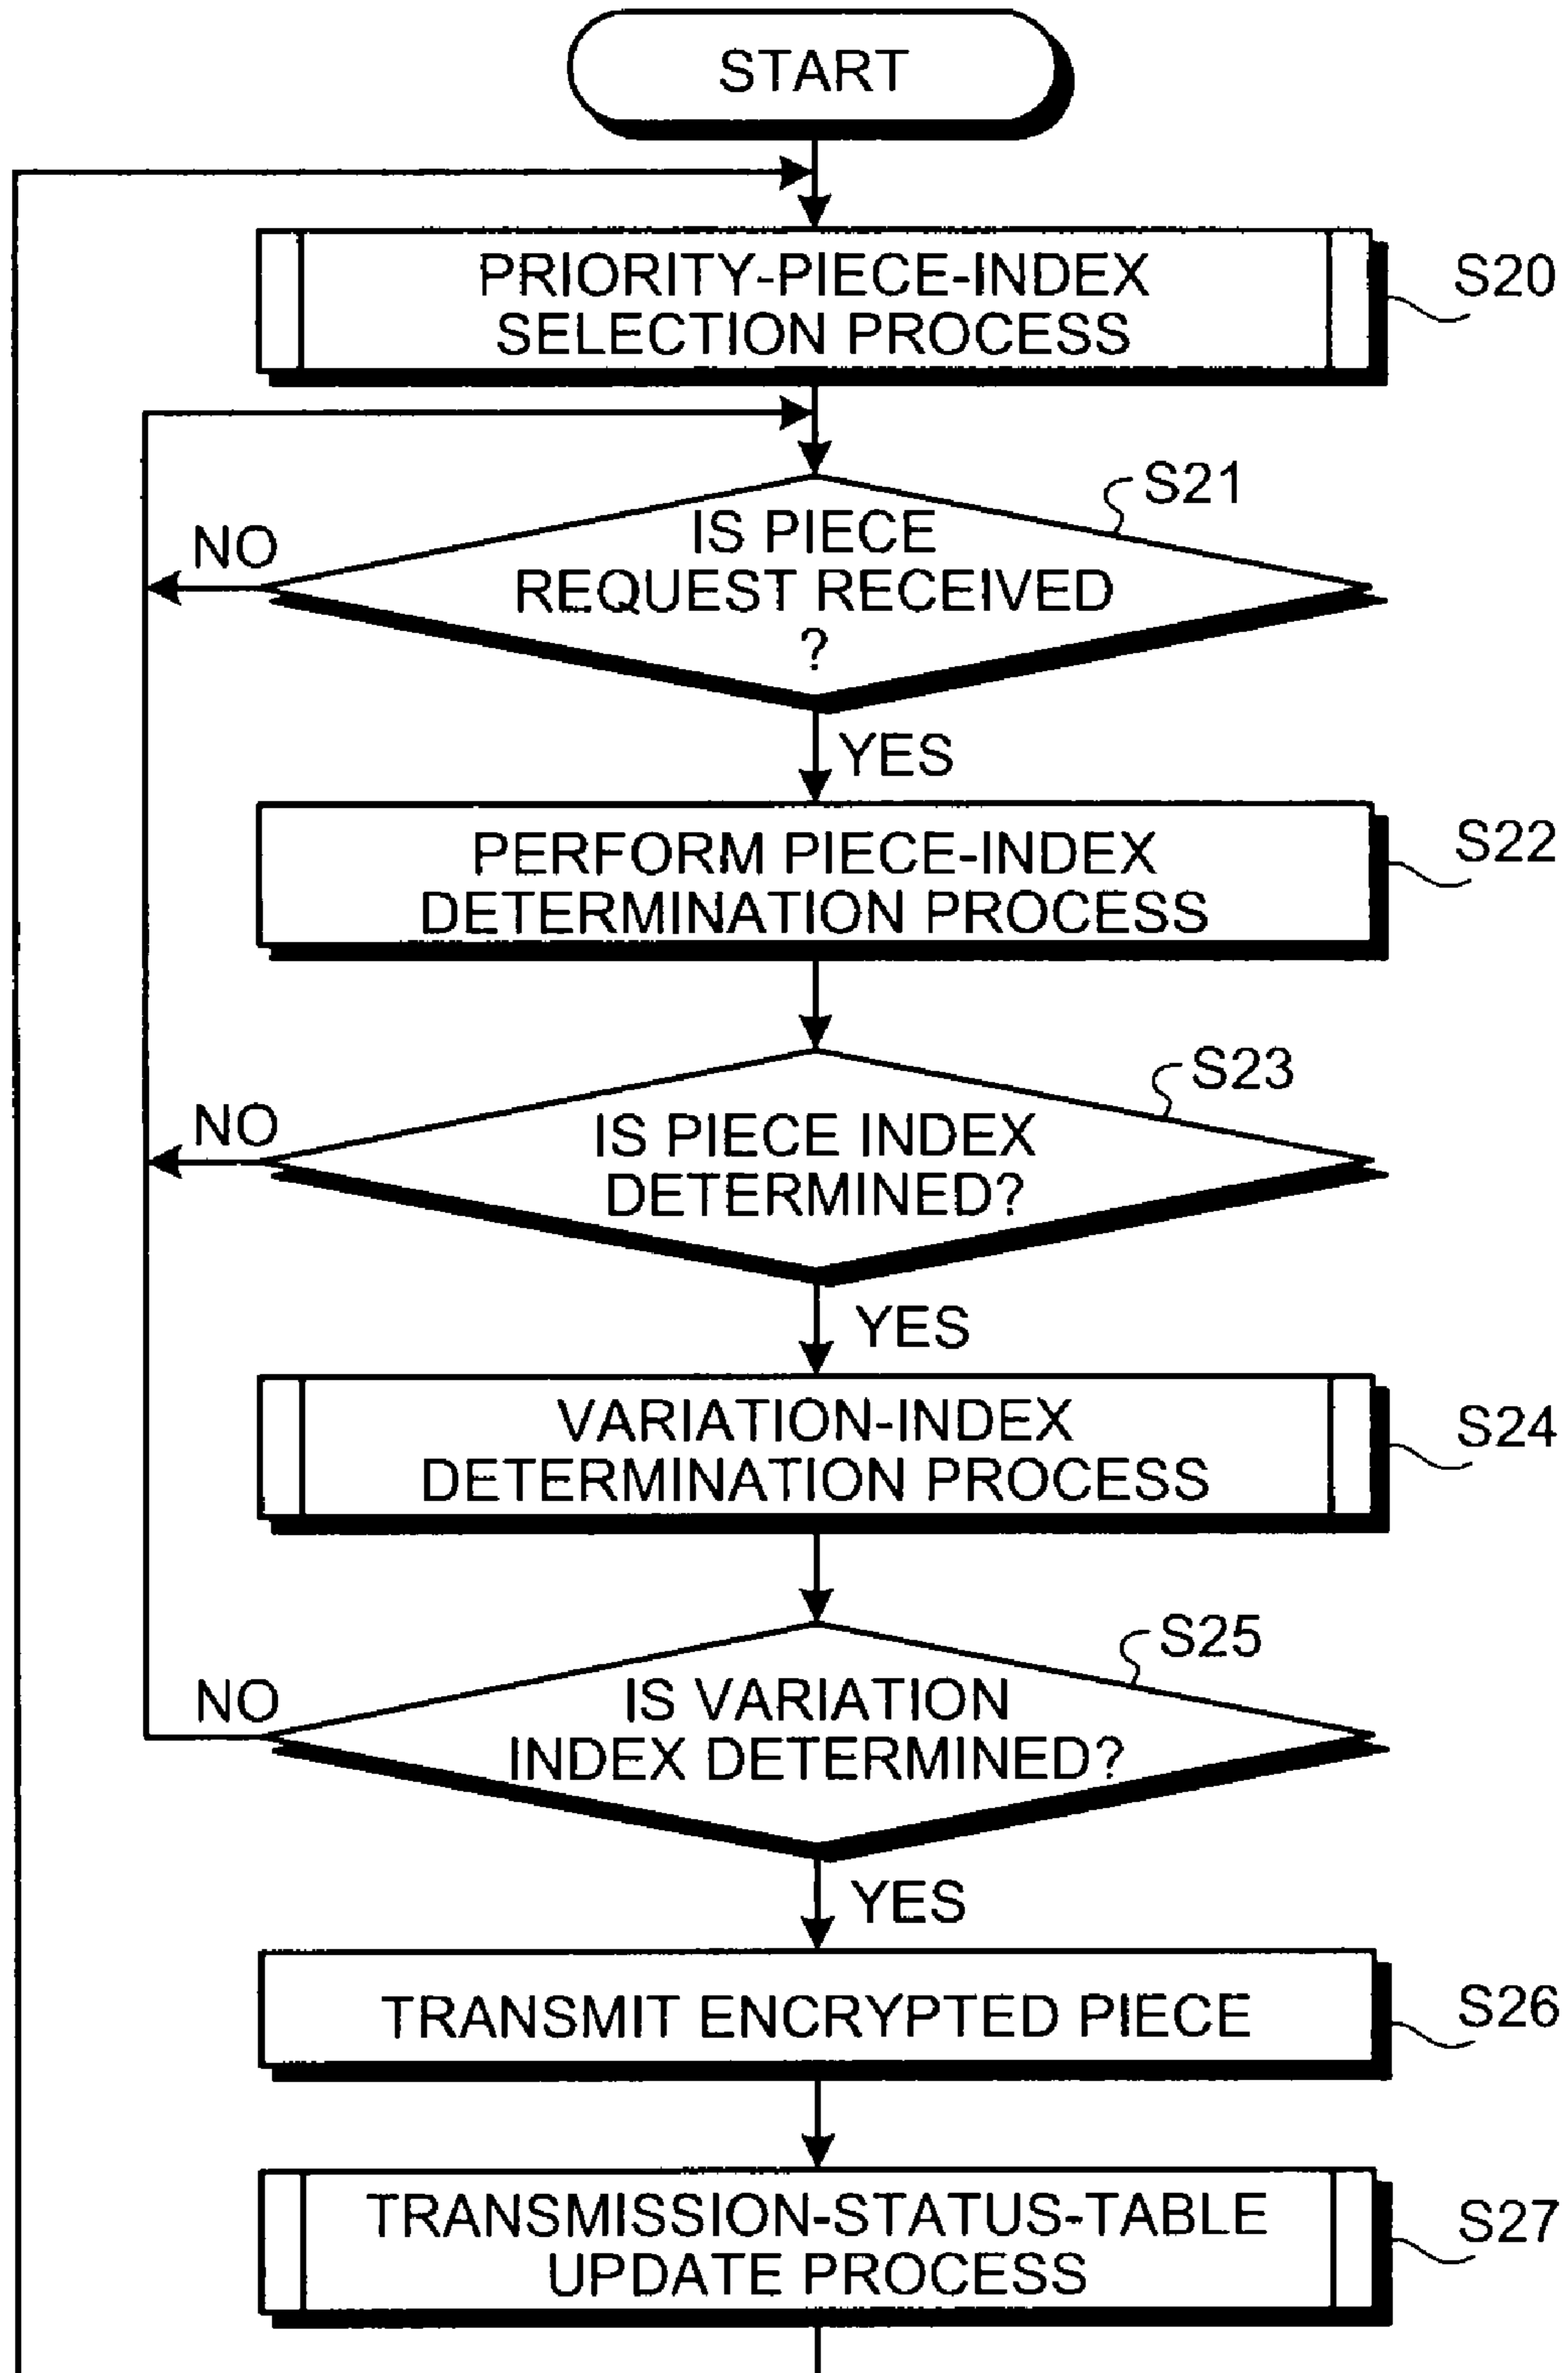 START
PRIORITY-PIECE-INDEX
SELECTION PROCESS
S20
S21
IS PIECE
REQUEST RECEIVED
?
NO
YES
PERFORM PIECE-INDEX
DETERMINATION PROCESS
S22
S23
IS PIECE INDEX
DETERMINED?
NO
YES
VARIATION-INDEX
DETERMINATION PROCESS
S24
S25
IS VARIATION
INDEX DETERMINED?
NO
YES
TRANSMIT ENCRYPTED PIECE
S26
TRANSMISSION-STATUS-TABLE
UPDATE PROCESS
S27